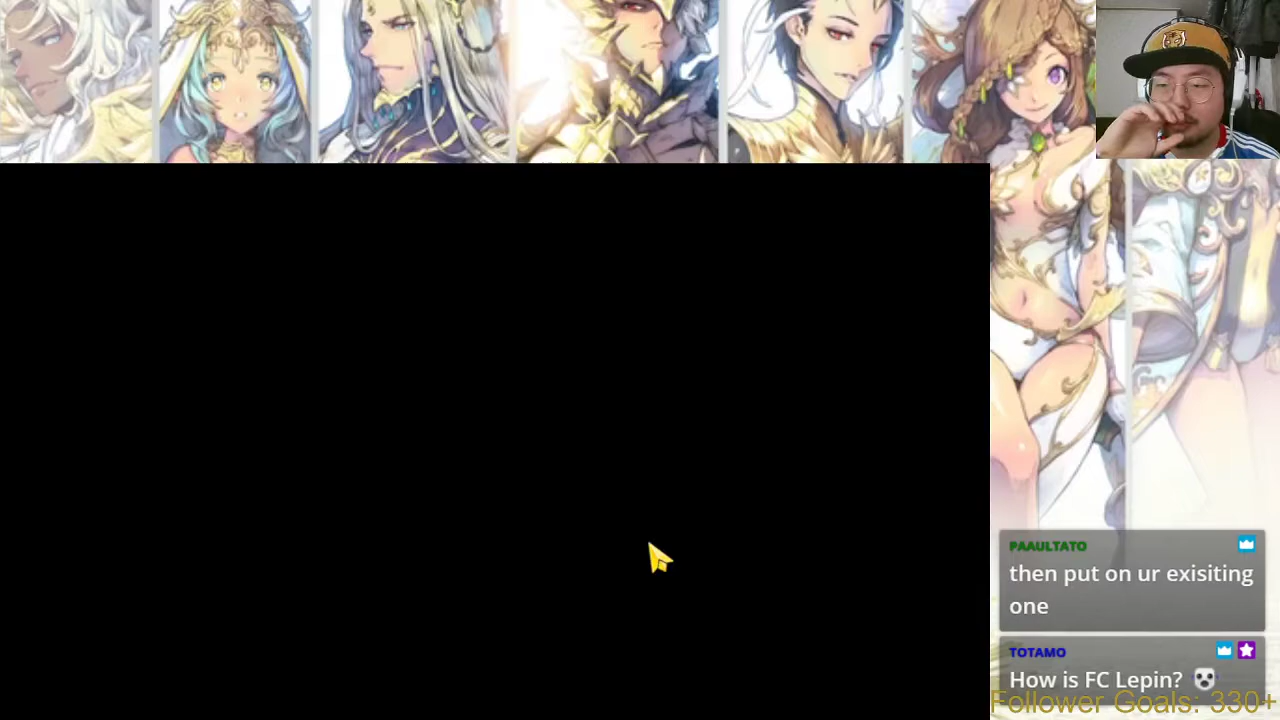 PAAULTATO
then put on ur exisiting
one
TOTAMO
How is FC Lepin?
Follower Goals: 330+